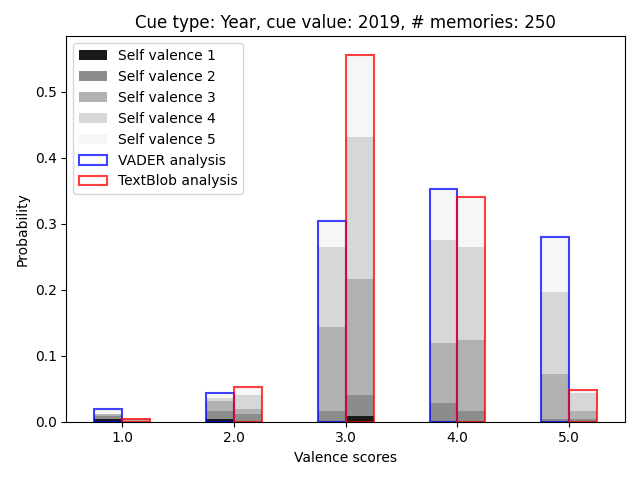 Cue type: Year, cue value: 2019, # memories: 250
Self valence 1
Self valence 2
Self valence 3
Self valence 4
Self valence 5
VADER analysis
TextBlob analysis
Probability
0.5
0.4
0.3
0.2
0.1
0.0
1.0 2.0 3.0 4.0 5.0
Valence scores